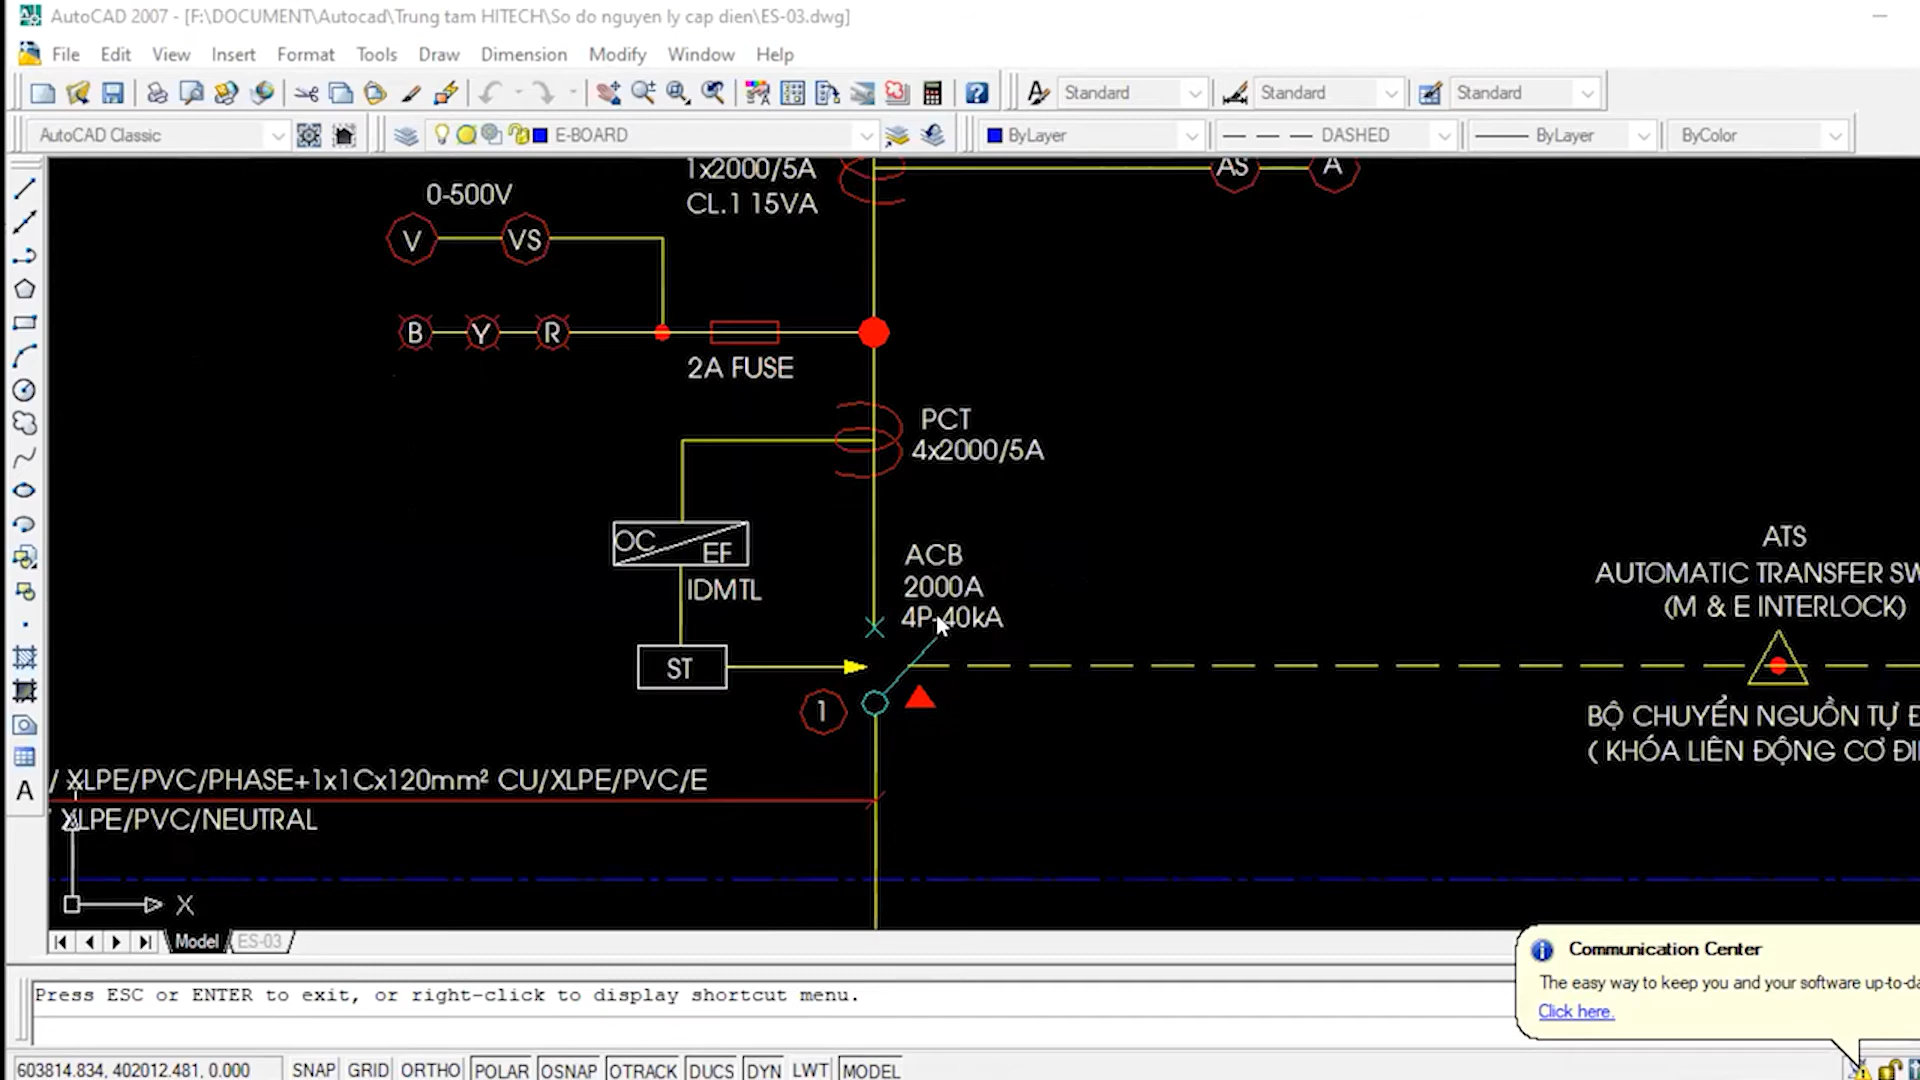 AutoCAD 2007 - [F:\DOCUMENT\Autocad\Trung tam HITECH\So do nguyen ly cap dien\ES-03.dwg]
File Edit View Insert Format Tools Draw Dimension Modify Window Help
Standard Standard Standard
AutoCAD Classic E-BOARD ByLayer DASHED ByLayer ByColor
1x2000/5A
CL.1 15VA
AS A
0-500V
V VS
B Y R
2A FUSE
PCT
4x2000/5A
OC EF
IDMTL
ACB
2000A
4P-40kA
ST
1
ATS
AUTOMATIC TRANSFER SW
(M & E INTERLOCK)
BỘ CHUYỂN NGUỒN TỰ Đ
( KHÓA LIÊN ĐỘNG CƠ ĐI
/ XLPE/PVC/PHASE+1x1Cx120mm² CU/XLPE/PVC/E
XLPE/PVC/NEUTRAL
X
A
Model ES-03
Communication Center
The easy way to keep you and your software up-to-da
Click here.
Press ESC or ENTER to exit, or right-click to display shortcut menu.
603814.834, 402012.481, 0.000 SNAP GRID ORTHO POLAR OSNAP OTRACK DUCS DYN LWT MODEL